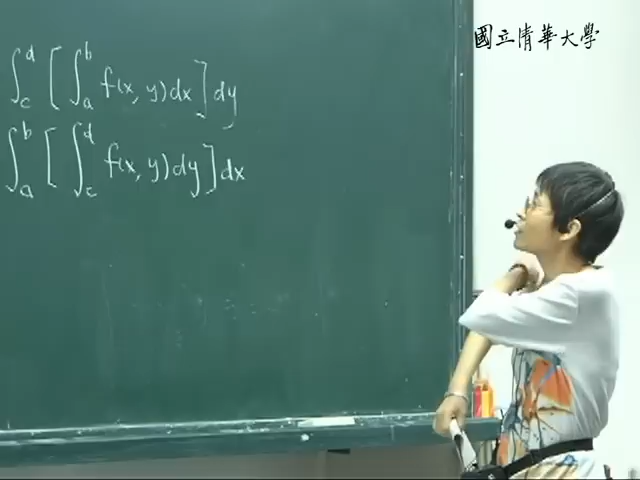 國立清華大學
∫_c^d [ ∫_a^b f(x, y) dx ] dy
∫_a^b [ ∫_c^d f(x, y) dy ] dx